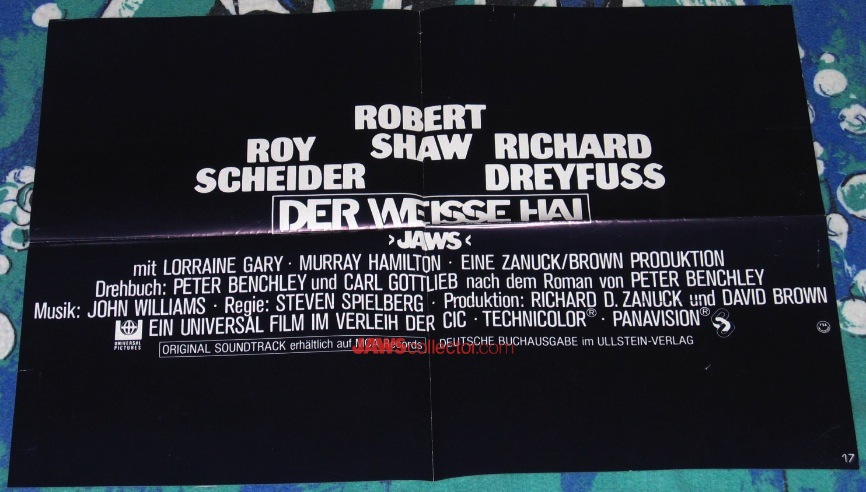 ROBERT
SHAW
ROY
SCHEIDER
RICHARD
DREYFUSS
DER WEISSE HAI
›JAWS‹
mit LORRAINE GARY · MURRAY HAMILTON · EINE ZANUCK/BROWN PRODUKTION
Drehbuch: PETER BENCHLEY und CARL GOTTLIEB nach dem Roman von PETER BENCHLEY
Musik: JOHN WILLIAMS · Regie: STEVEN SPIELBERG · Produktion: RICHARD D. ZANUCK und DAVID BROWN
UNIVERSAL
PICTURES
EIN UNIVERSAL FILM IM VERLEIH DER CIC · TECHNICOLOR® · PANAVISION®
ORIGINAL SOUNDTRACK erhältlich auf MCA Records
DEUTSCHE BUCHAUSGABE im ULLSTEIN-VERLAG
JAWScollector.com
17